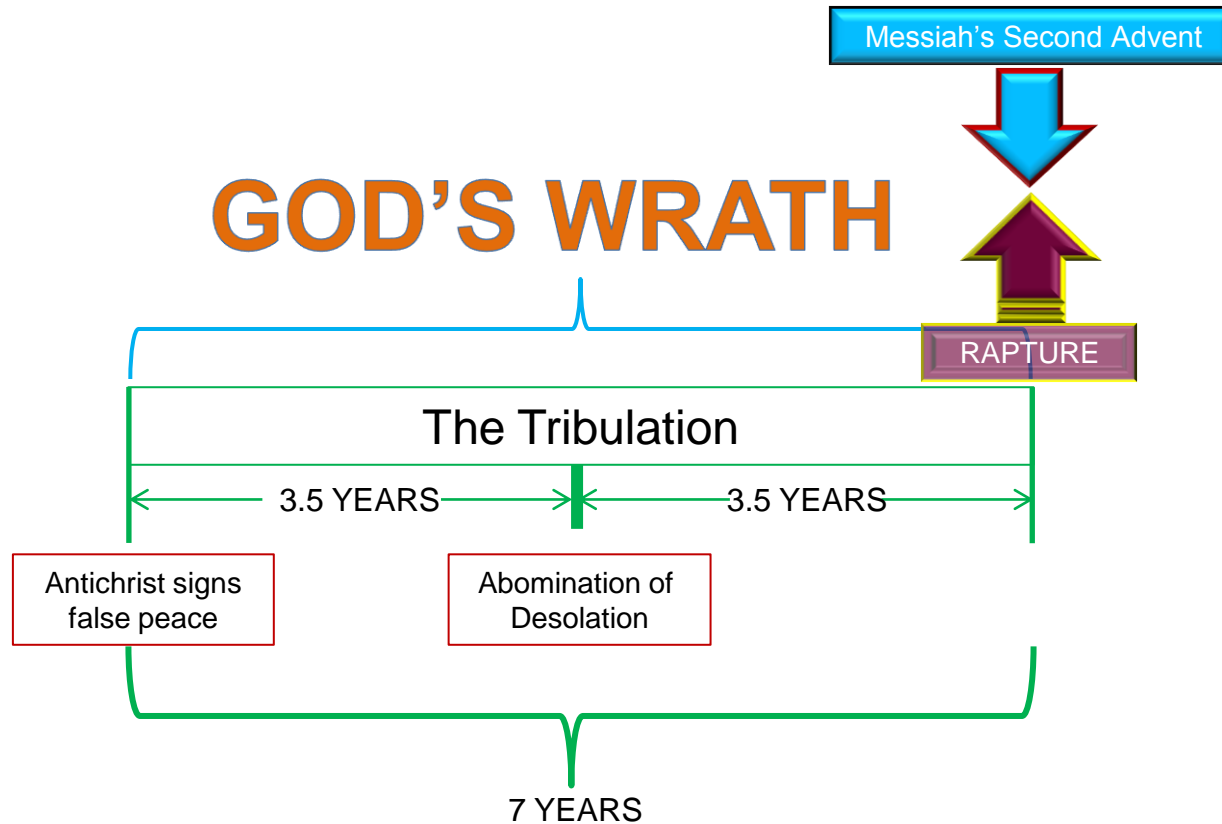 Messiah’s Second Advent
GOD’S WRATH
RAPTURE
The Tribulation
3.5 YEARS
3.5 YEARS
Antichrist signs
false peace
Abomination of
Desolation
7 YEARS